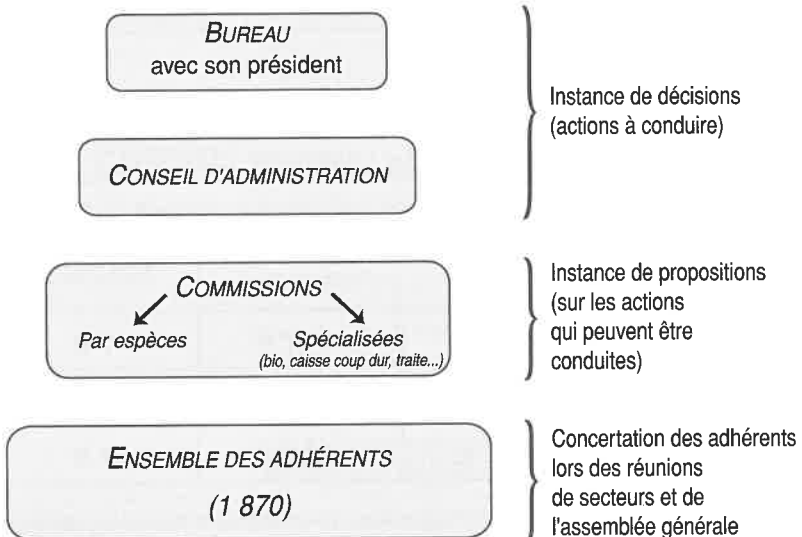 BUREAU
avec son président
Instance de décisions
(actions à conduire)
CONSEIL D'ADMINISTRATION
COMMISSIONS
Par espèces
Spécialisées
(bio, caisse coup dur, traite...)
Instance de propositions
(sur les actions
qui peuvent être
conduites)
ENSEMBLE DES ADHÉRENTS
(1 870)
Concertation des adhérents
lors des réunions
de secteurs et de
l'assemblée générale